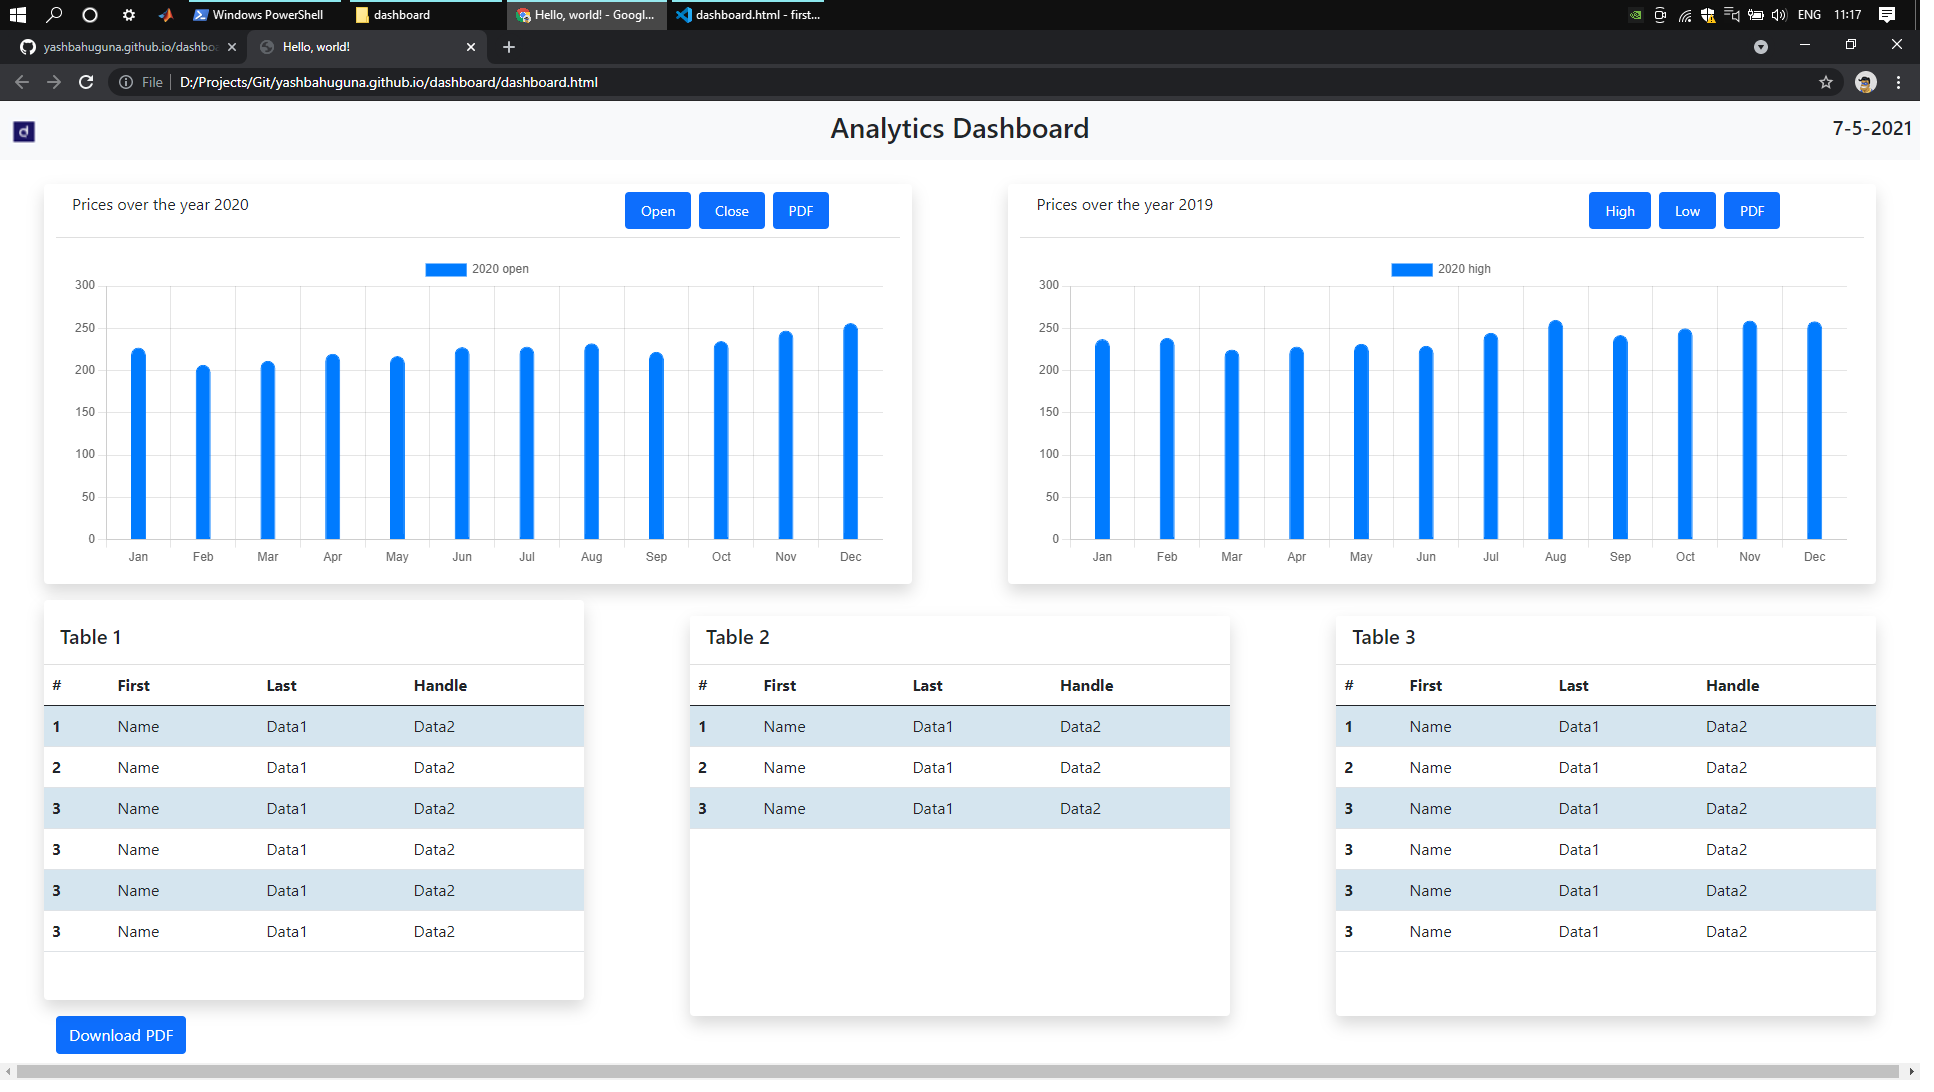 Windows PowerShell dashboard Hello, world! - Googl... dashboard.html - first... ENG 11:17
yashbahuguna.github.io/dashbo Hello, world!
File D:/Projects/Git/yashbahuguna.github.io/dashboard/dashboard.html
d Analytics Dashboard 7-5-2021
Prices over the year 2020 Open Close PDF
2020 open
300
250
200
150
100
50
0
Jan Feb Mar Apr May Jun Jul Aug Sep Oct Nov Dec
Prices over the year 2019 High Low PDF
2020 high
300
250
200
150
100
50
0
Jan Feb Mar Apr May Jun Jul Aug Sep Oct Nov Dec
Table 1
# First Last Handle
1 Name Data1 Data2
2 Name Data1 Data2
3 Name Data1 Data2
3 Name Data1 Data2
3 Name Data1 Data2
3 Name Data1 Data2
Table 2
# First Last Handle
1 Name Data1 Data2
2 Name Data1 Data2
3 Name Data1 Data2
Table 3
# First Last Handle
1 Name Data1 Data2
2 Name Data1 Data2
3 Name Data1 Data2
3 Name Data1 Data2
3 Name Data1 Data2
3 Name Data1 Data2
Download PDF